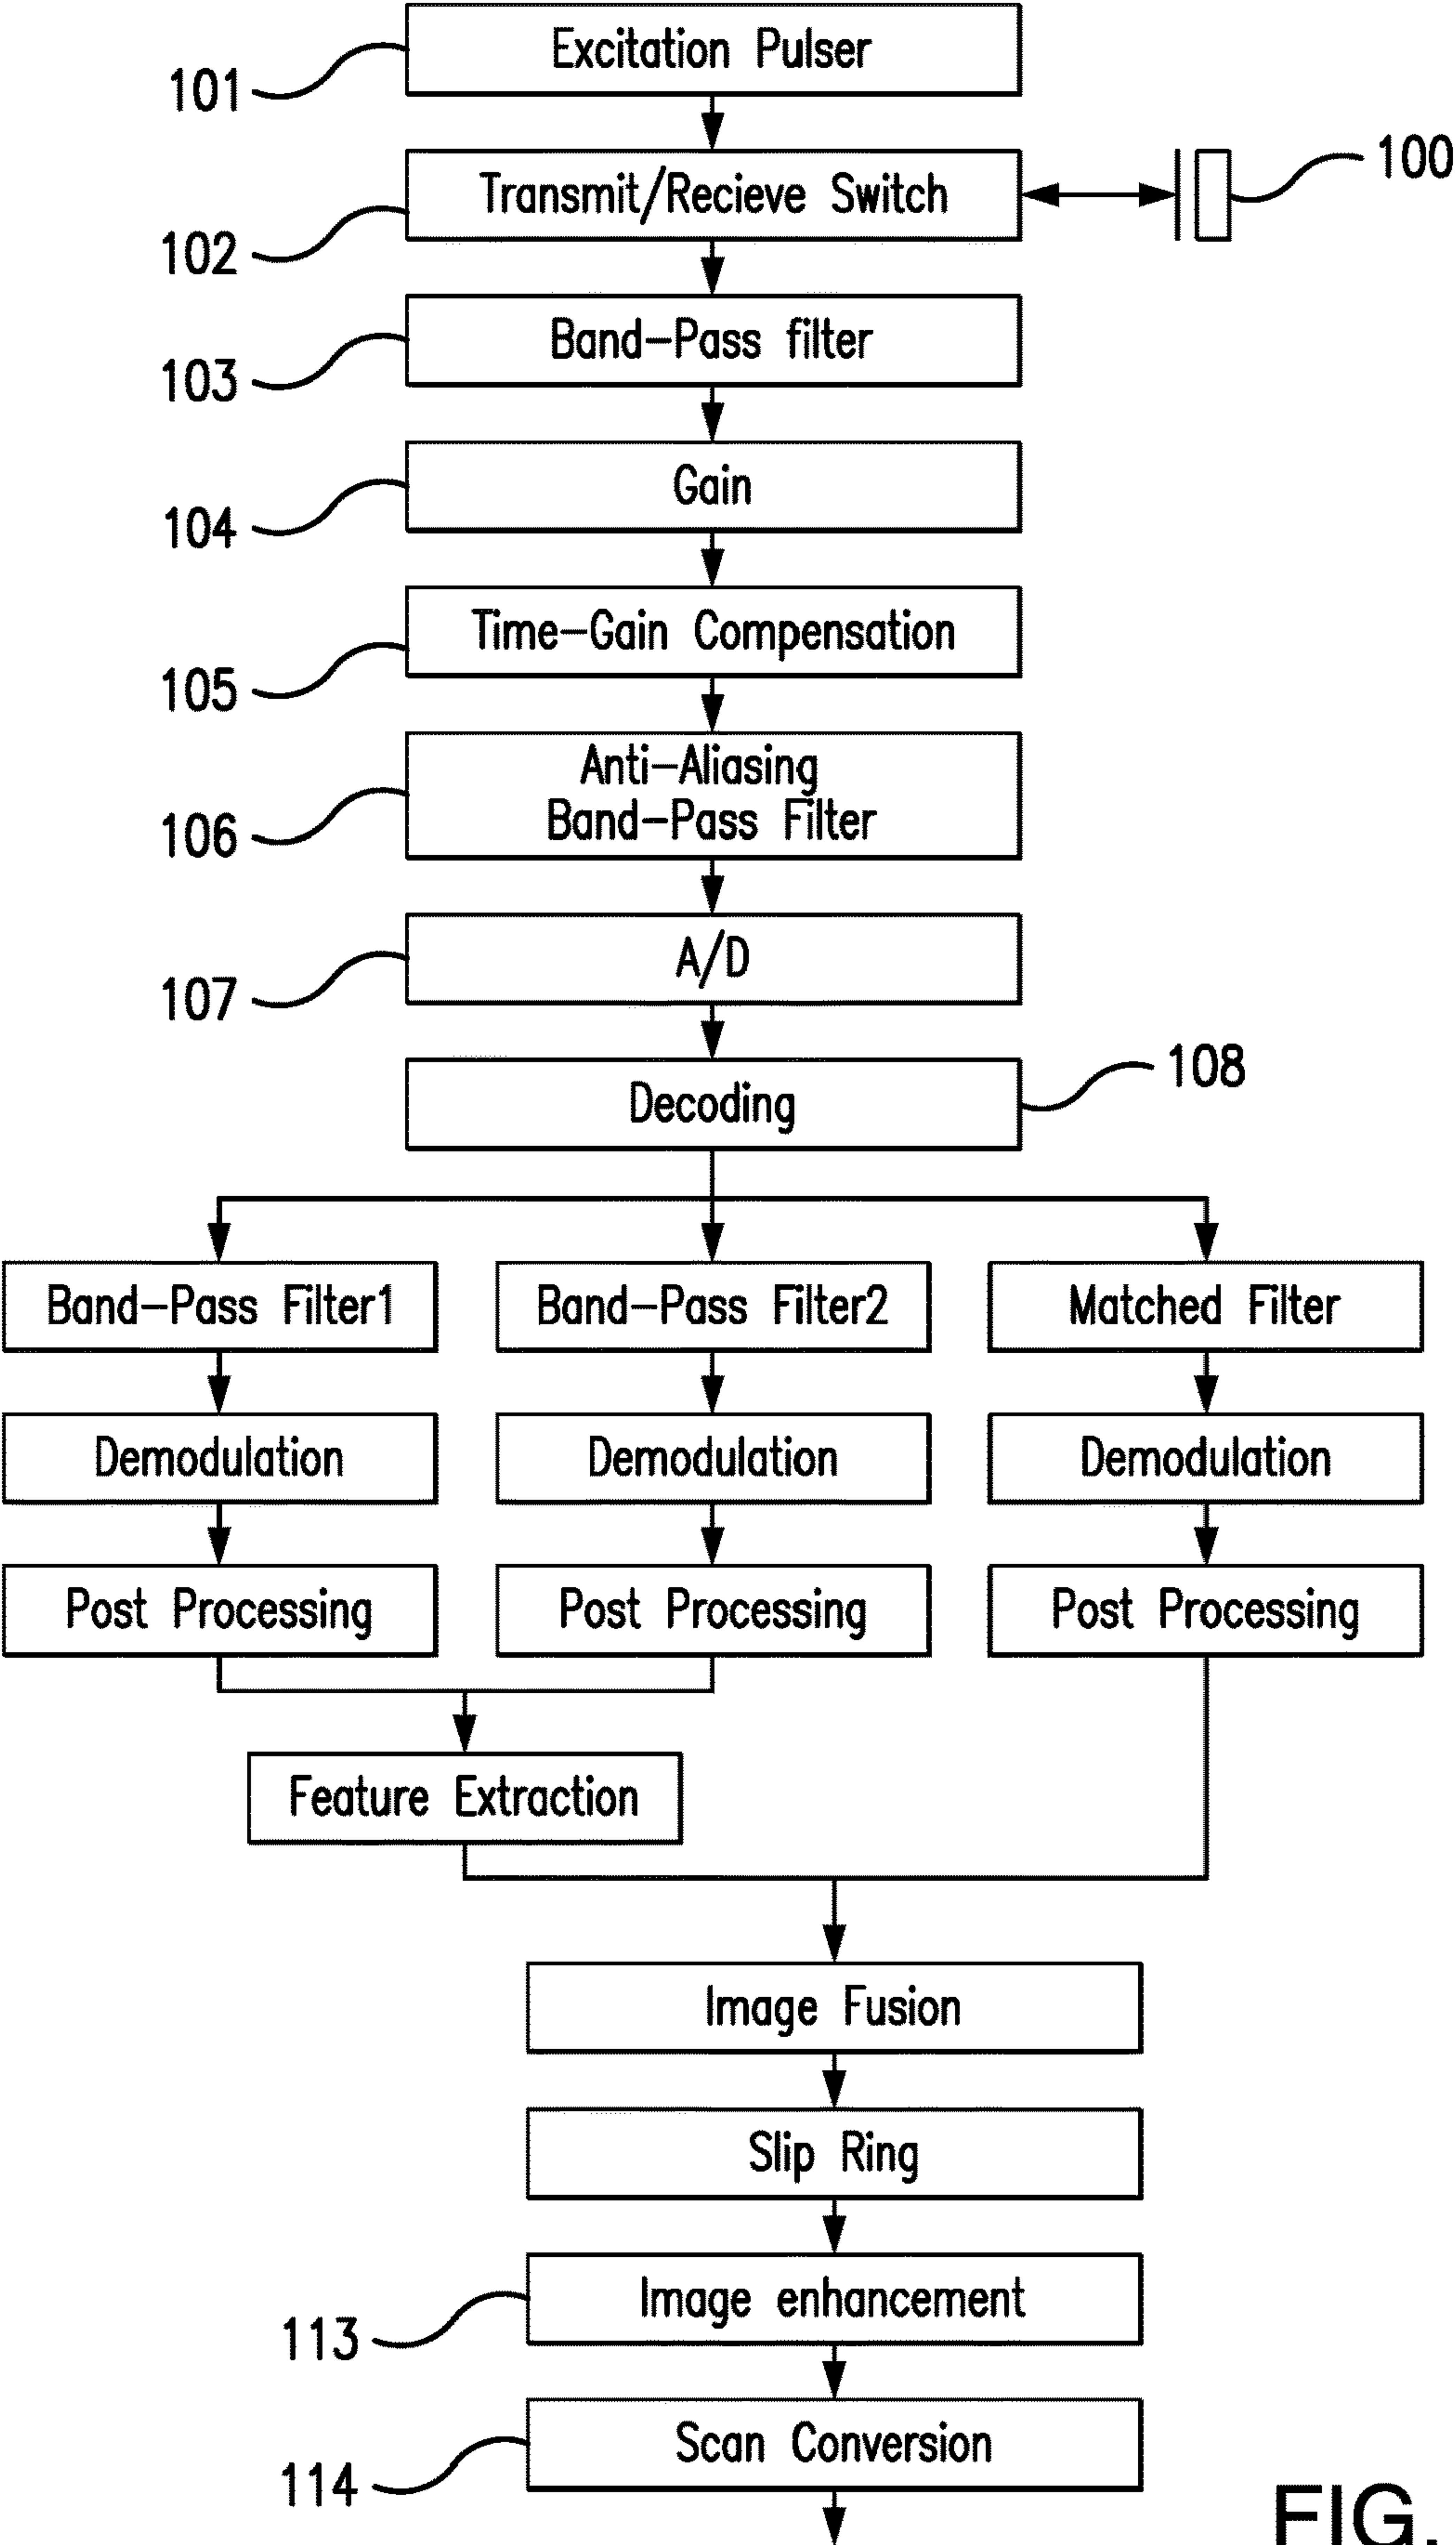 Excitation Pulser
101
Transmit/Recieve Switch
100
102
Band-Pass filter
103
Gain
104
Time-Gain Compensation
105
Anti-Aliasing
Band-Pass Filter
106
A/D
107
Decoding
108
Band-Pass Filter1
Band-Pass Filter2
Matched Filter
Demodulation
Demodulation
Demodulation
Post Processing
Post Processing
Post Processing
Feature Extraction
Image Fusion
Slip Ring
Image enhancement
113
Scan Conversion
114
FIG.